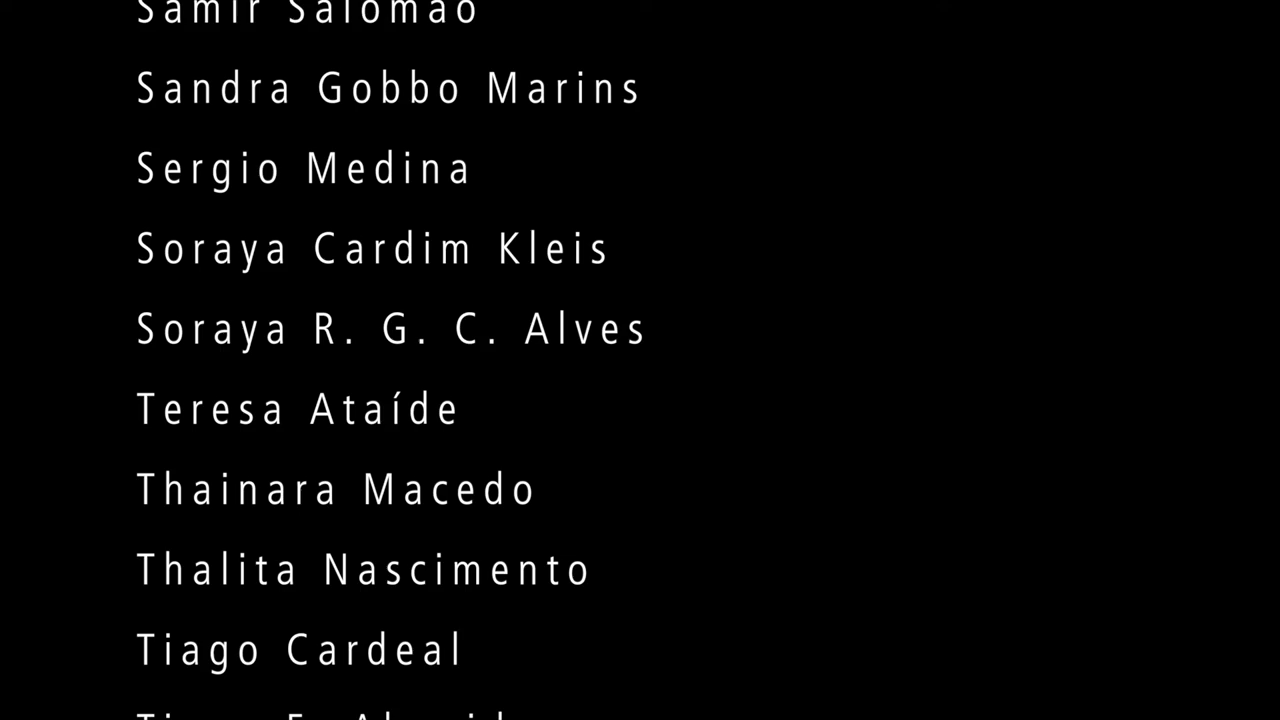 Samir Salomão
Sandra Gobbo Marins
Sergio Medina
Soraya Cardim Kleis
Soraya R. G. C. Alves
Teresa Ataíde
Thainara Macedo
Thalita Nascimento
Tiago Cardeal